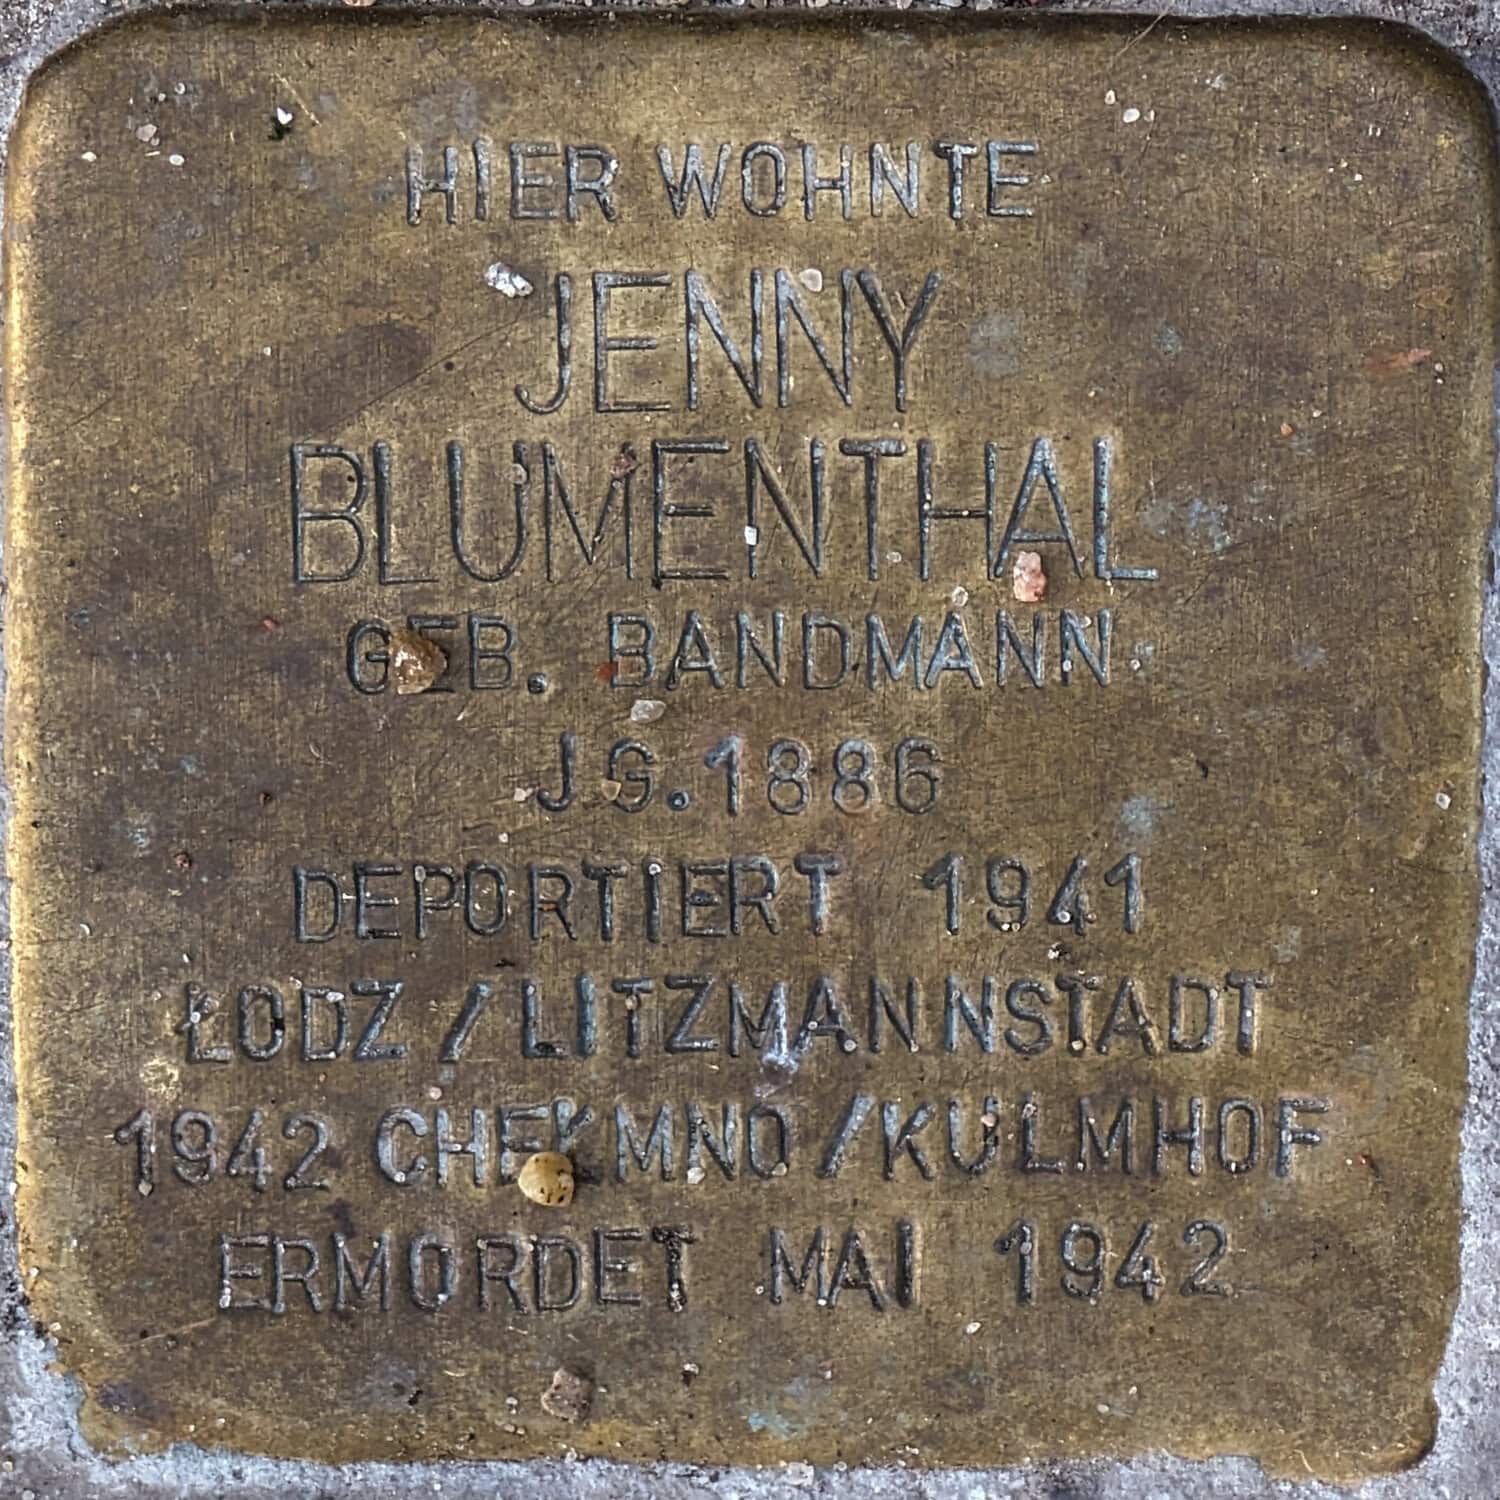 HIER WOHNTE
JENNY
BLUMENTHAL
GEB. BANDMANN
JG. 1886
DEPORTIERT 1941
ŁODZ / LITZMANNSTADT
1942 CHEŁMNO / KULMHOF
ERMORDET MAI 1942